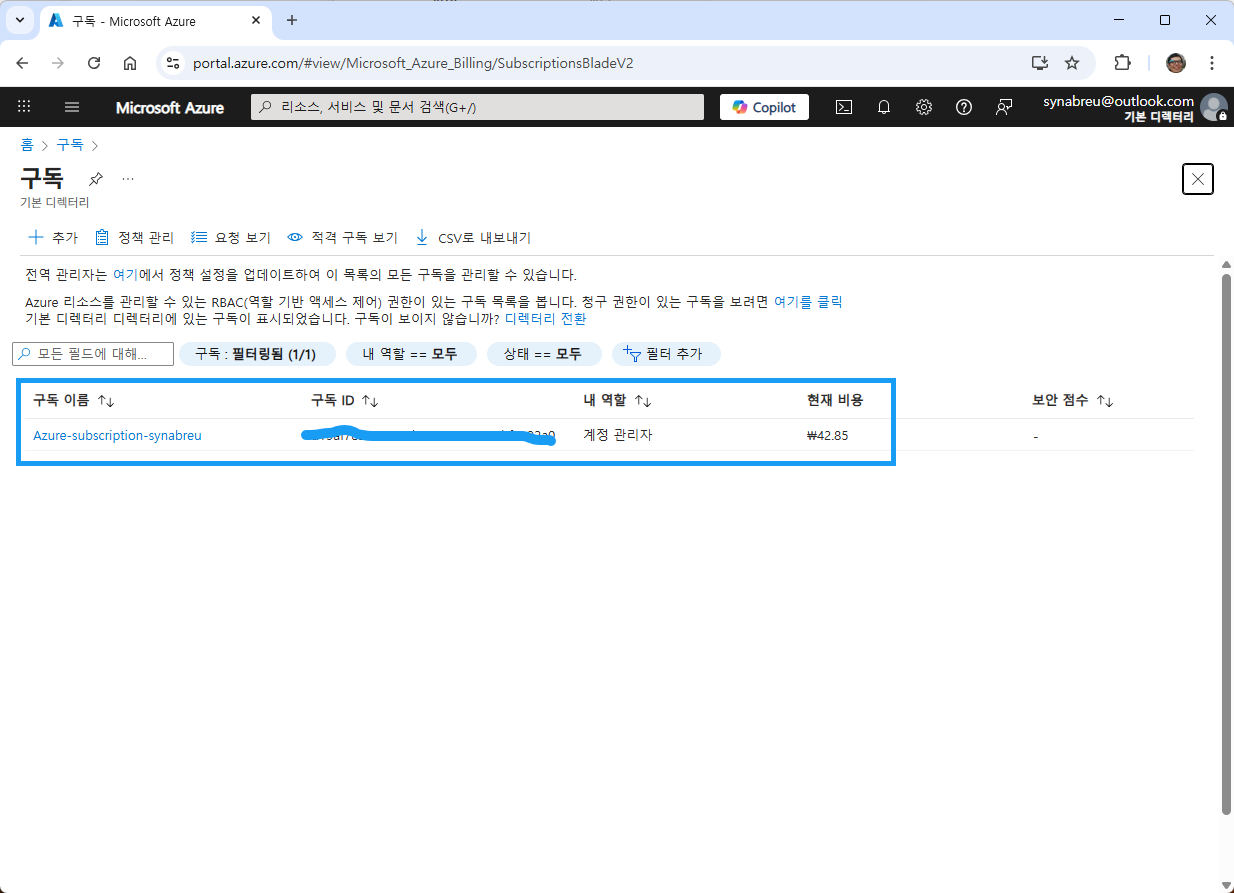 구독 - Microsoft Azure
portal.azure.com/#view/Microsoft_Azure_Billing/SubscriptionsBladeV2
Microsoft Azure
리소스, 서비스 및 문서 검색(G+/)
Copilot
synabreu@outlook.com
기본 디렉터리
홈 > 구독 >
구독
기본 디렉터리
추가 정책 관리 요청 보기 적격 구독 보기 CSV로 내보내기
전역 관리자는 여기에서 정책 설정을 업데이트하여 이 목록의 모든 구독을 관리할 수 있습니다.
Azure 리소스를 관리할 수 있는 RBAC(역할 기반 액세스 제어) 권한이 있는 구독 목록을 봅니다. 청구 권한이 있는 구독을 보려면 여기를 클릭
기본 디렉터리 디렉터리에 있는 구독이 표시되었습니다. 구독이 보이지 않습니까? 디렉터리 전환
모든 필드에 대해... 구독 : 필터링됨 (1/1) 내 역할 == 모두 상태 == 모두 필터 추가
구독 이름 구독 ID 내 역할 현재 비용 보안 점수
Azure-subscription-synabreu 계정 관리자 ₩42.85 -